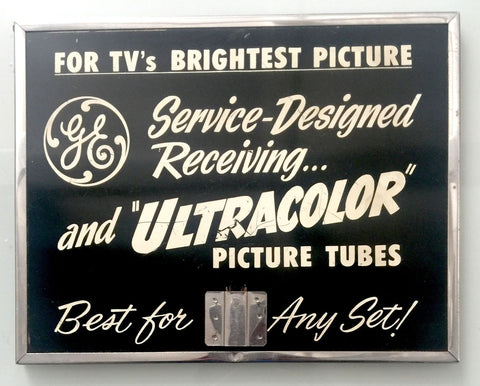 FOR TV's BRIGHTEST PICTURE
GE
Service-Designed
Receiving...
and "ULTRACOLOR"
PICTURE TUBES
Best for Any Set!